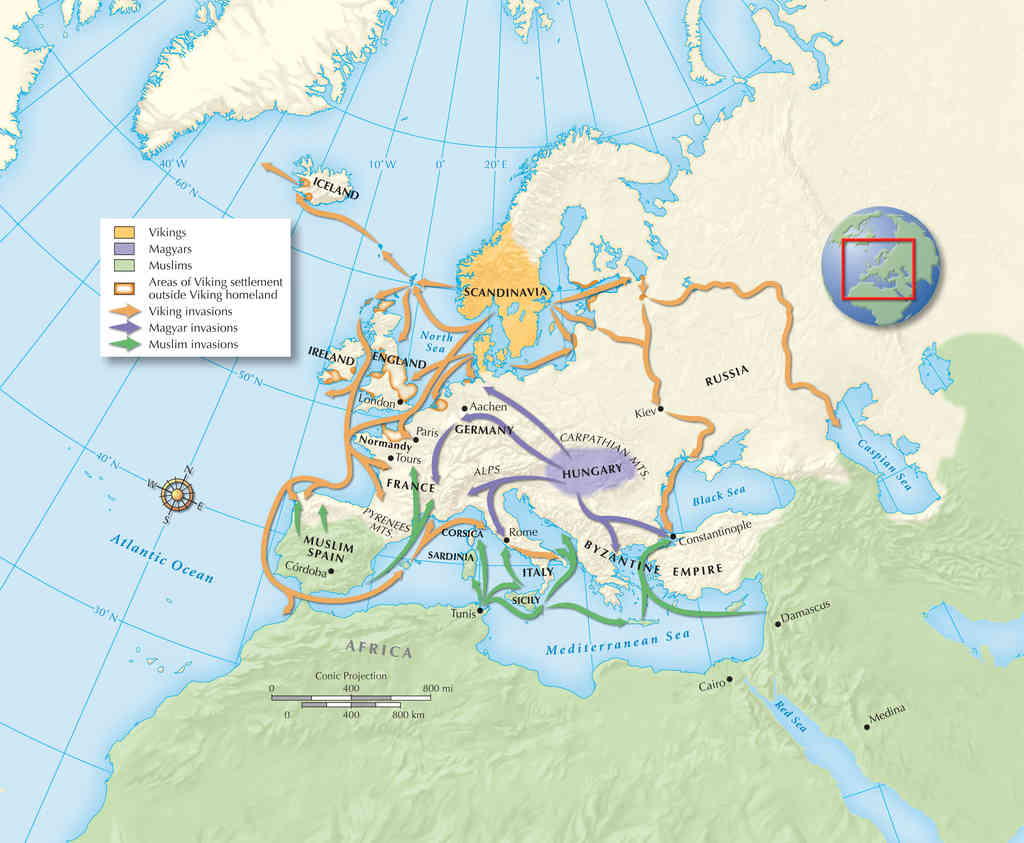 40°W
60°N
10°W
0°
20°E
ICELAND
Vikings
Magyars
Muslims
Areas of Viking settlement
outside Viking homeland
Viking invasions
Magyar invasions
Muslim invasions
SCANDINAVIA
North
Sea
IRELAND
ENGLAND
50°N
London
RUSSIA
Aachen
Kiev
GERMANY
Paris
Normandy
CARPATHIAN MTS.
Tours
40°N
N
W
E
S
ALPS
HUNGARY
FRANCE
Caspian Sea
Black Sea
PYRENEES
MTS.
CORSICA
Rome
Constantinople
Atlantic Ocean
MUSLIM
SPAIN
SARDINIA
BYZANTINE
EMPIRE
Córdoba
ITALY
SICILY
30°N
Tunis
Damascus
AFRICA
Mediterranean Sea
Conic Projection
0 400 800 mi
0 400 800 km
Cairo
Red Sea
Medina